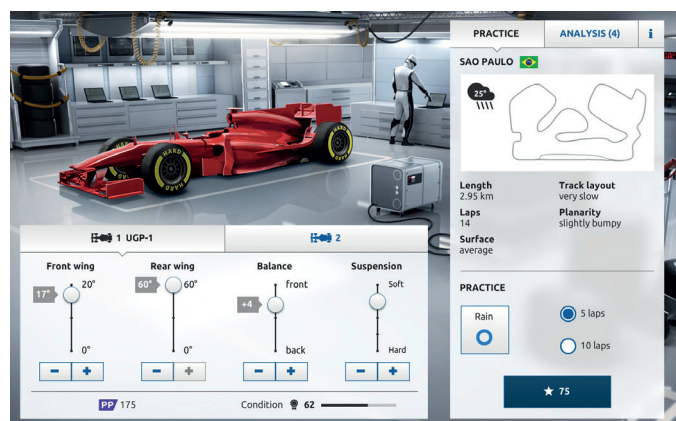 PRACTICE
ANALYSIS (4)
i
SAO PAULO
25°
Length
2.95 km
Track layout
very slow
Laps
14
Planarity
slightly bumpy
Surface
average
PRACTICE
Rain
5 laps
10 laps
★ 75
HARD
HARD
HARD
HARD
1 UGP-1
2
Front wing
Rear wing
Balance
Suspension
17°
20°
0°
60°
60°
0°
+4
front
back
Soft
Hard
- +
- +
- +
- +
PP 175
Condition 62